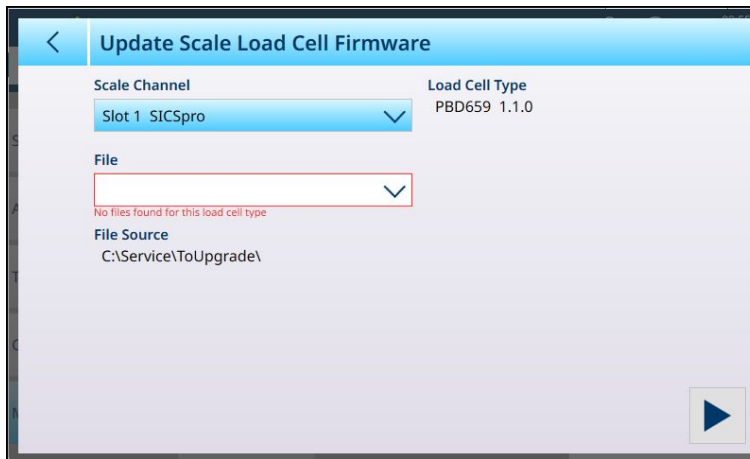 Update Scale Load Cell Firmware
Scale Channel
Load Cell Type
Slot 1 SICSpro
PBD659 1.1.0
File
No files found for this load cell type
File Source
C:\Service\ToUpgrade\